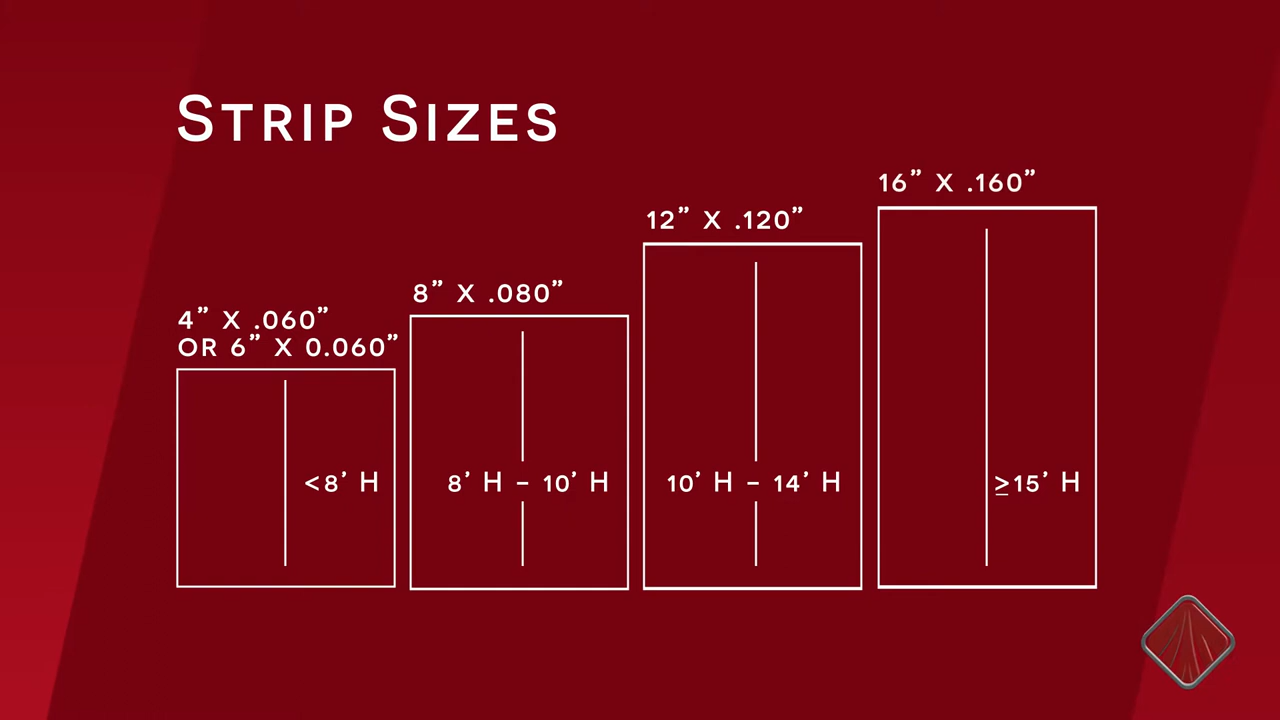 STRIP SIZES
4” X .060”
OR 6” X 0.060”
8” X .080”
12” X .120”
16” X .160”
<8’ H
8’ H – 10’ H
10’ H – 14’ H
≥15’ H